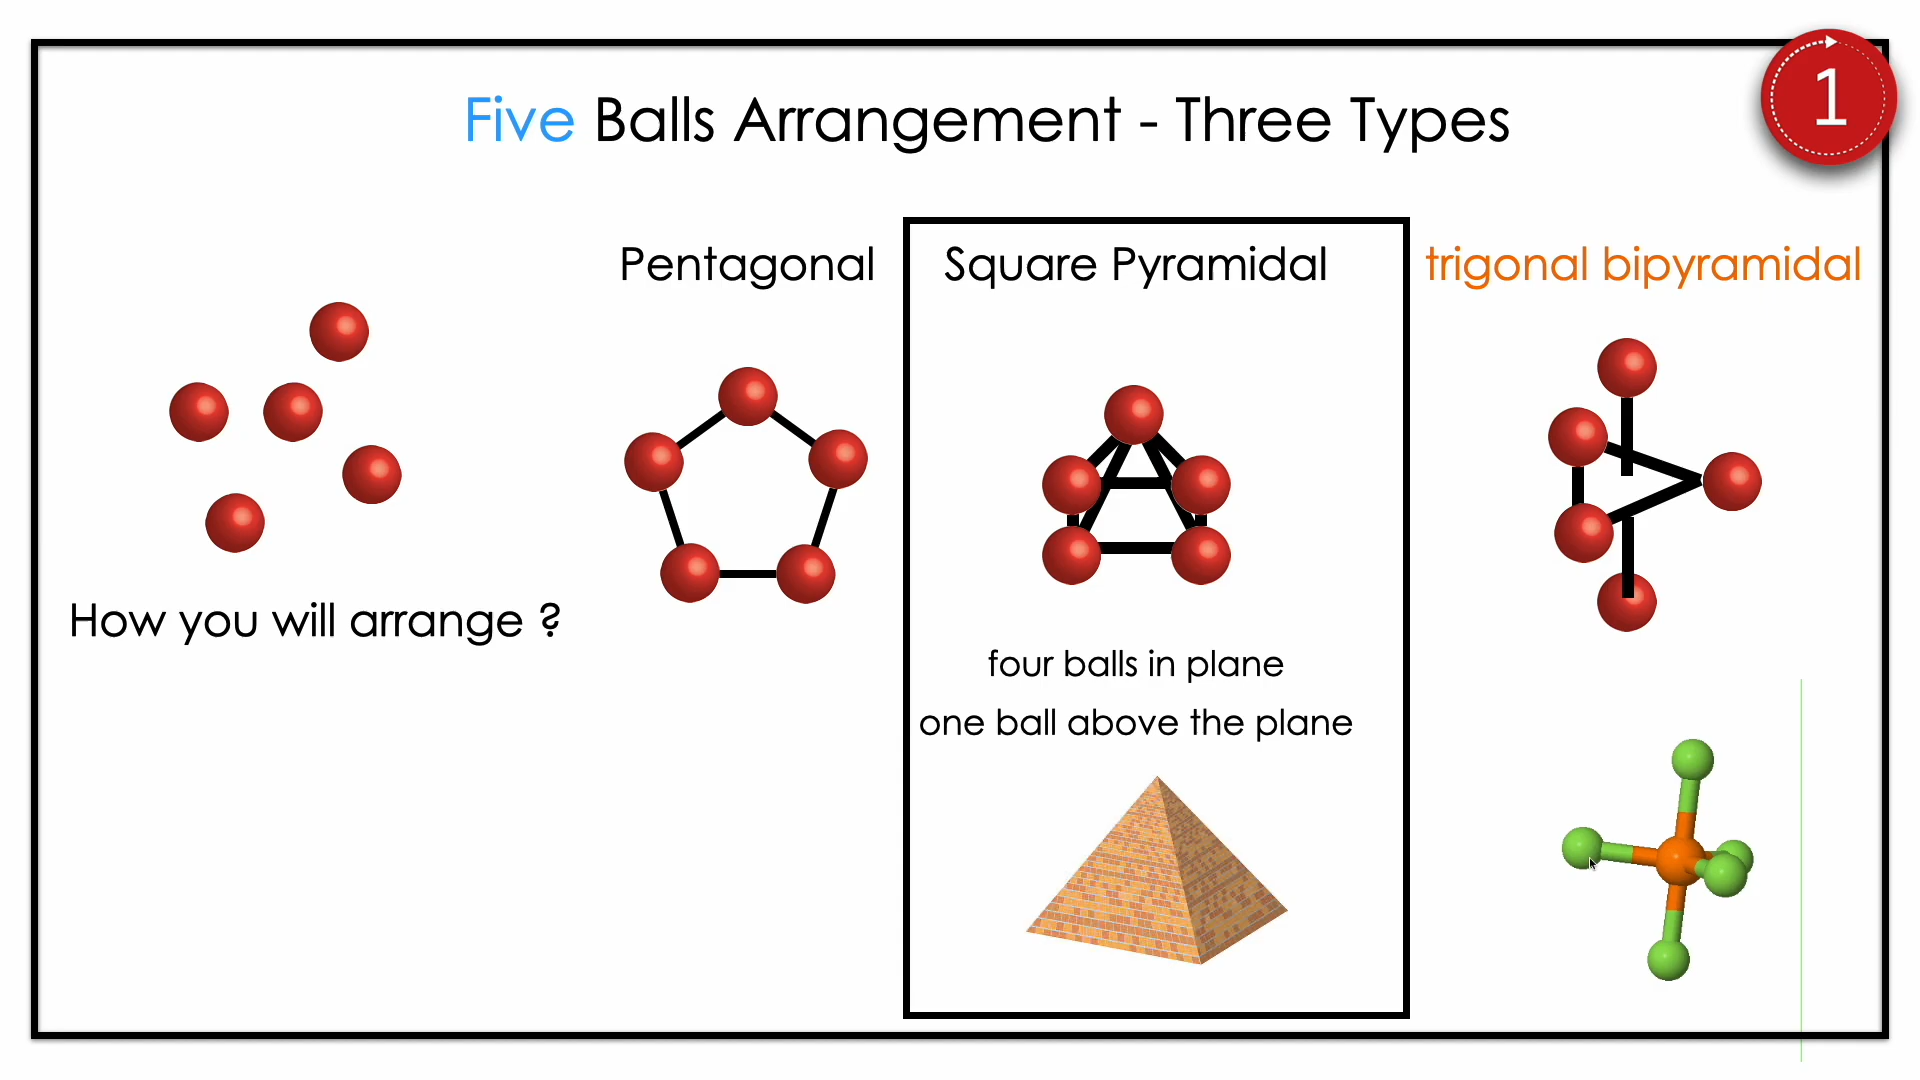 Five Balls Arrangement - Three Types
1
Pentagonal
Square Pyramidal
trigonal bipyramidal
How you will arrange ?
four balls in plane
one ball above the plane